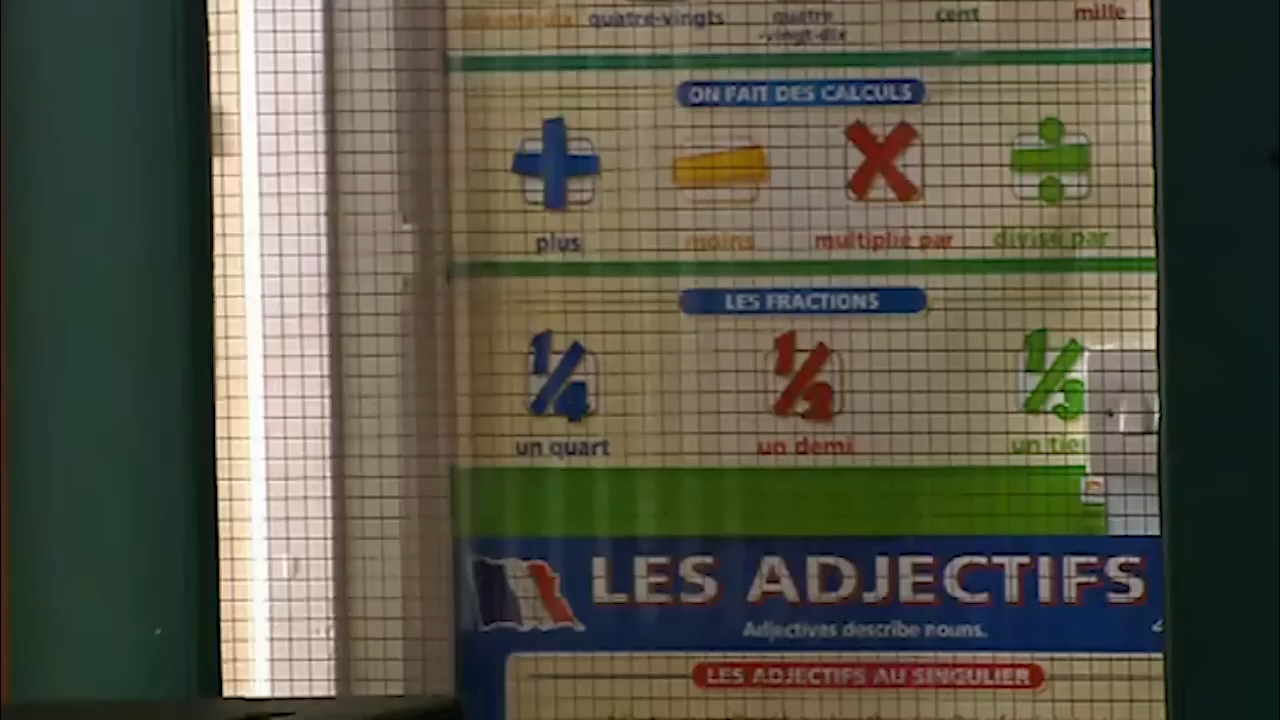 quatre-vingts quatre cent mille
-vingt-dix
ON FAIT DES CALCULS
plus moins multiplié par divisé par
LES FRACTIONS
1/4 1/2 1/3
un quart un demi un tie
LES ADJECTIFS
Adjectives describe nouns.
LES ADJECTIFS AU SINGULIER